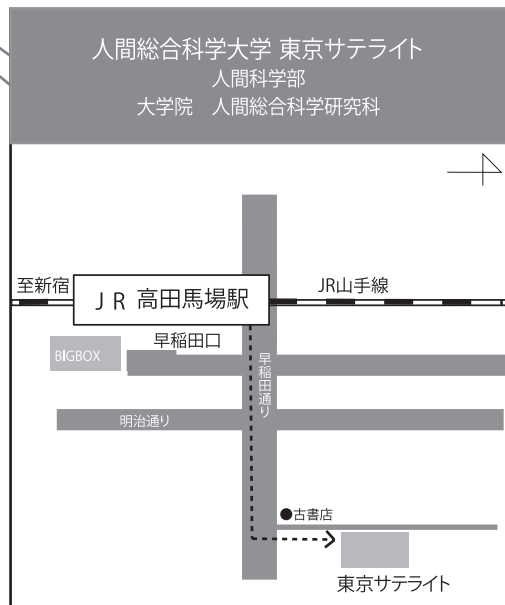 人間総合科学大学 東京サテライト
人間科学部
大学院　人間総合科学研究科
至新宿
ＪＲ 高田馬場駅
JR山手線
早稲田口
BIGBOX
早稲田通り
明治通り
●古書店
東京サテライト